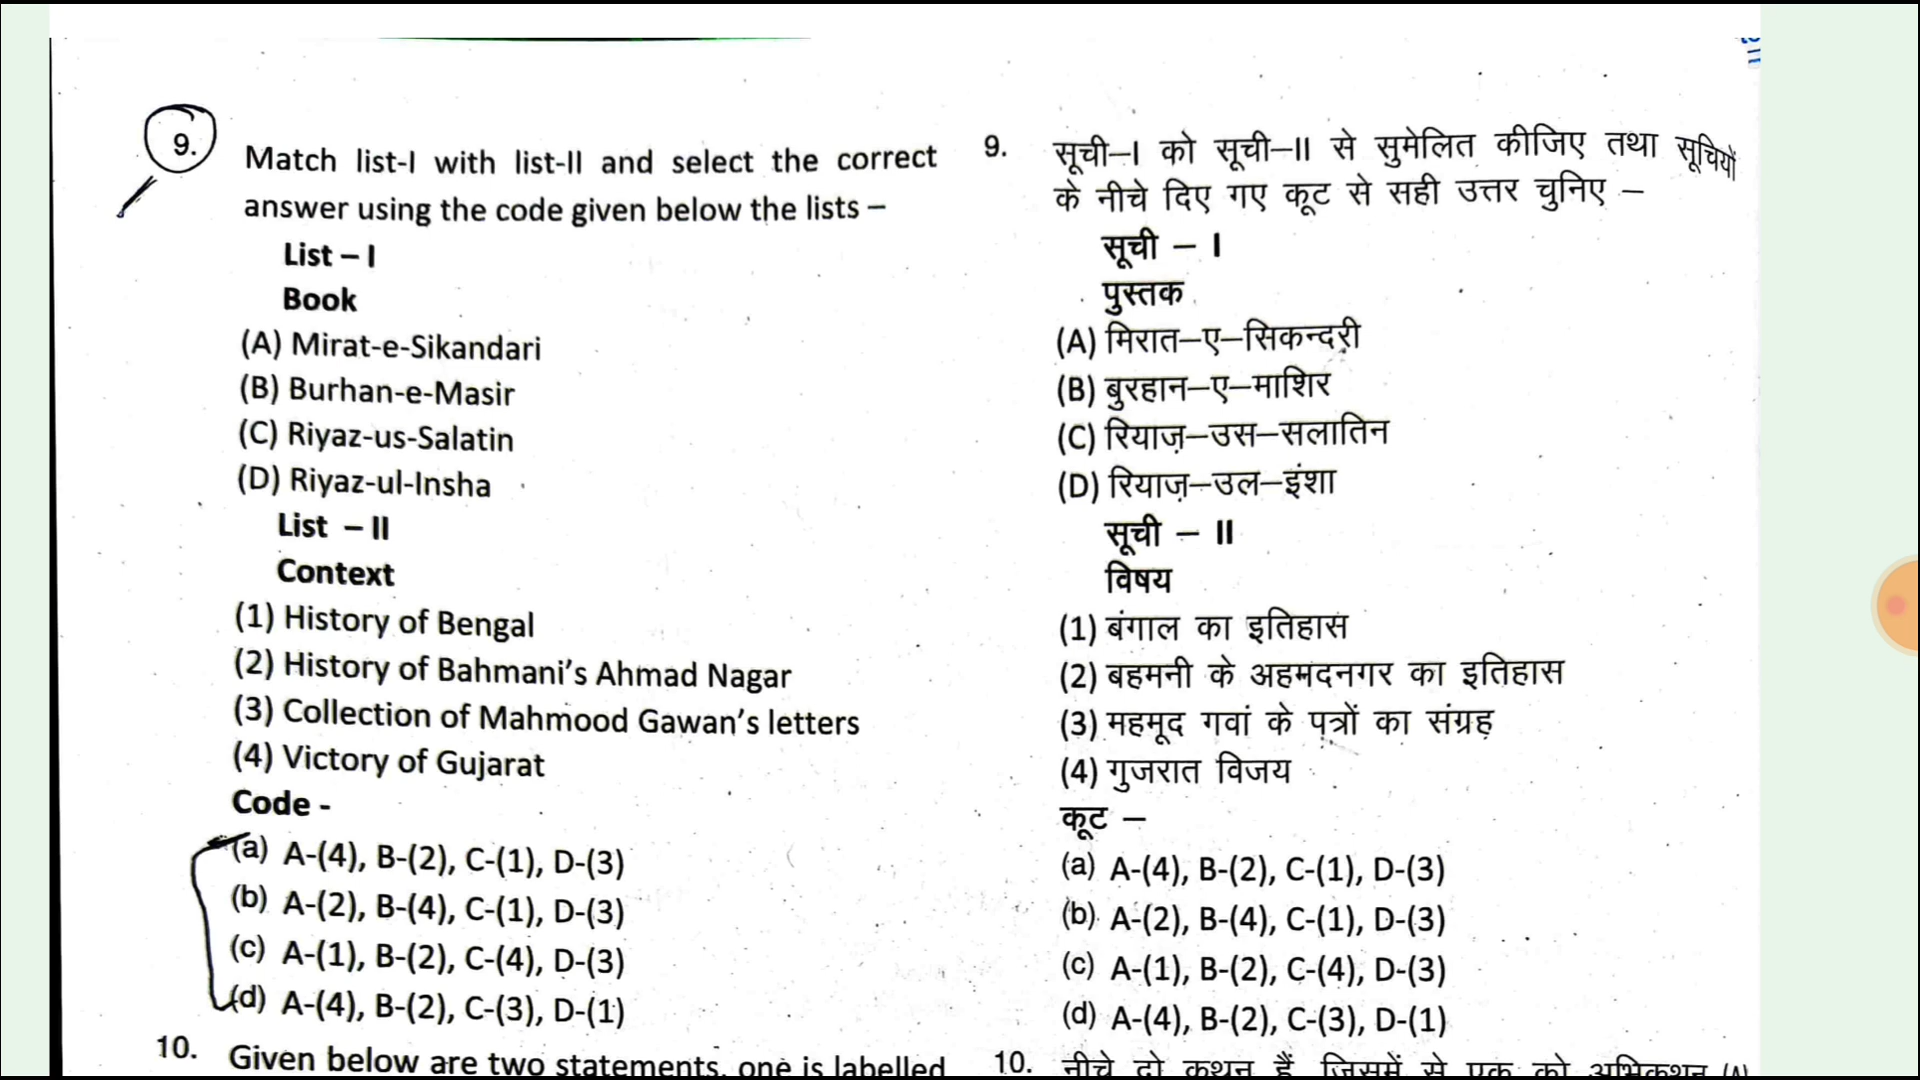 9.
Match list-I with list-II and select the correct
answer using the code given below the lists –
List – I
Book
(A) Mirat-e-Sikandari
(B) Burhan-e-Masir
(C) Riyaz-us-Salatin
(D) Riyaz-ul-Insha
List – II
Context
(1) History of Bengal
(2) History of Bahmani's Ahmad Nagar
(3) Collection of Mahmood Gawan's letters
(4) Victory of Gujarat
Code -
(a) A-(4), B-(2), C-(1), D-(3)
(b) A-(2), B-(4), C-(1), D-(3)
(c) A-(1), B-(2), C-(4), D-(3)
(d) A-(4), B-(2), C-(3), D-(1)
10. Given below are two statements, one is labelled
9. सूची–I को सूची–II से सुमेलित कीजिए तथा सूचियों
के नीचे दिए गए कूट से सही उत्तर चुनिए –
सूची – I
पुस्तक
(A) मिरात–ए–सिकन्दरी
(B) बुरहान–ए–माशिर
(C) रियाज़–उस–सलातिन
(D) रियाज़–उल–इंशा
सूची – II
विषय
(1) बंगाल का इतिहास
(2) बहमनी के अहमदनगर का इतिहास
(3) महमूद गवां के पत्रों का संग्रह
(4) गुजरात विजय
कूट –
(a) A-(4), B-(2), C-(1), D-(3)
(b) A-(2), B-(4), C-(1), D-(3)
(c) A-(1), B-(2), C-(4), D-(3)
(d) A-(4), B-(2), C-(3), D-(1)
10. नीचे दो कथन हैं, जिसमें से एक को अभिकथन (A)